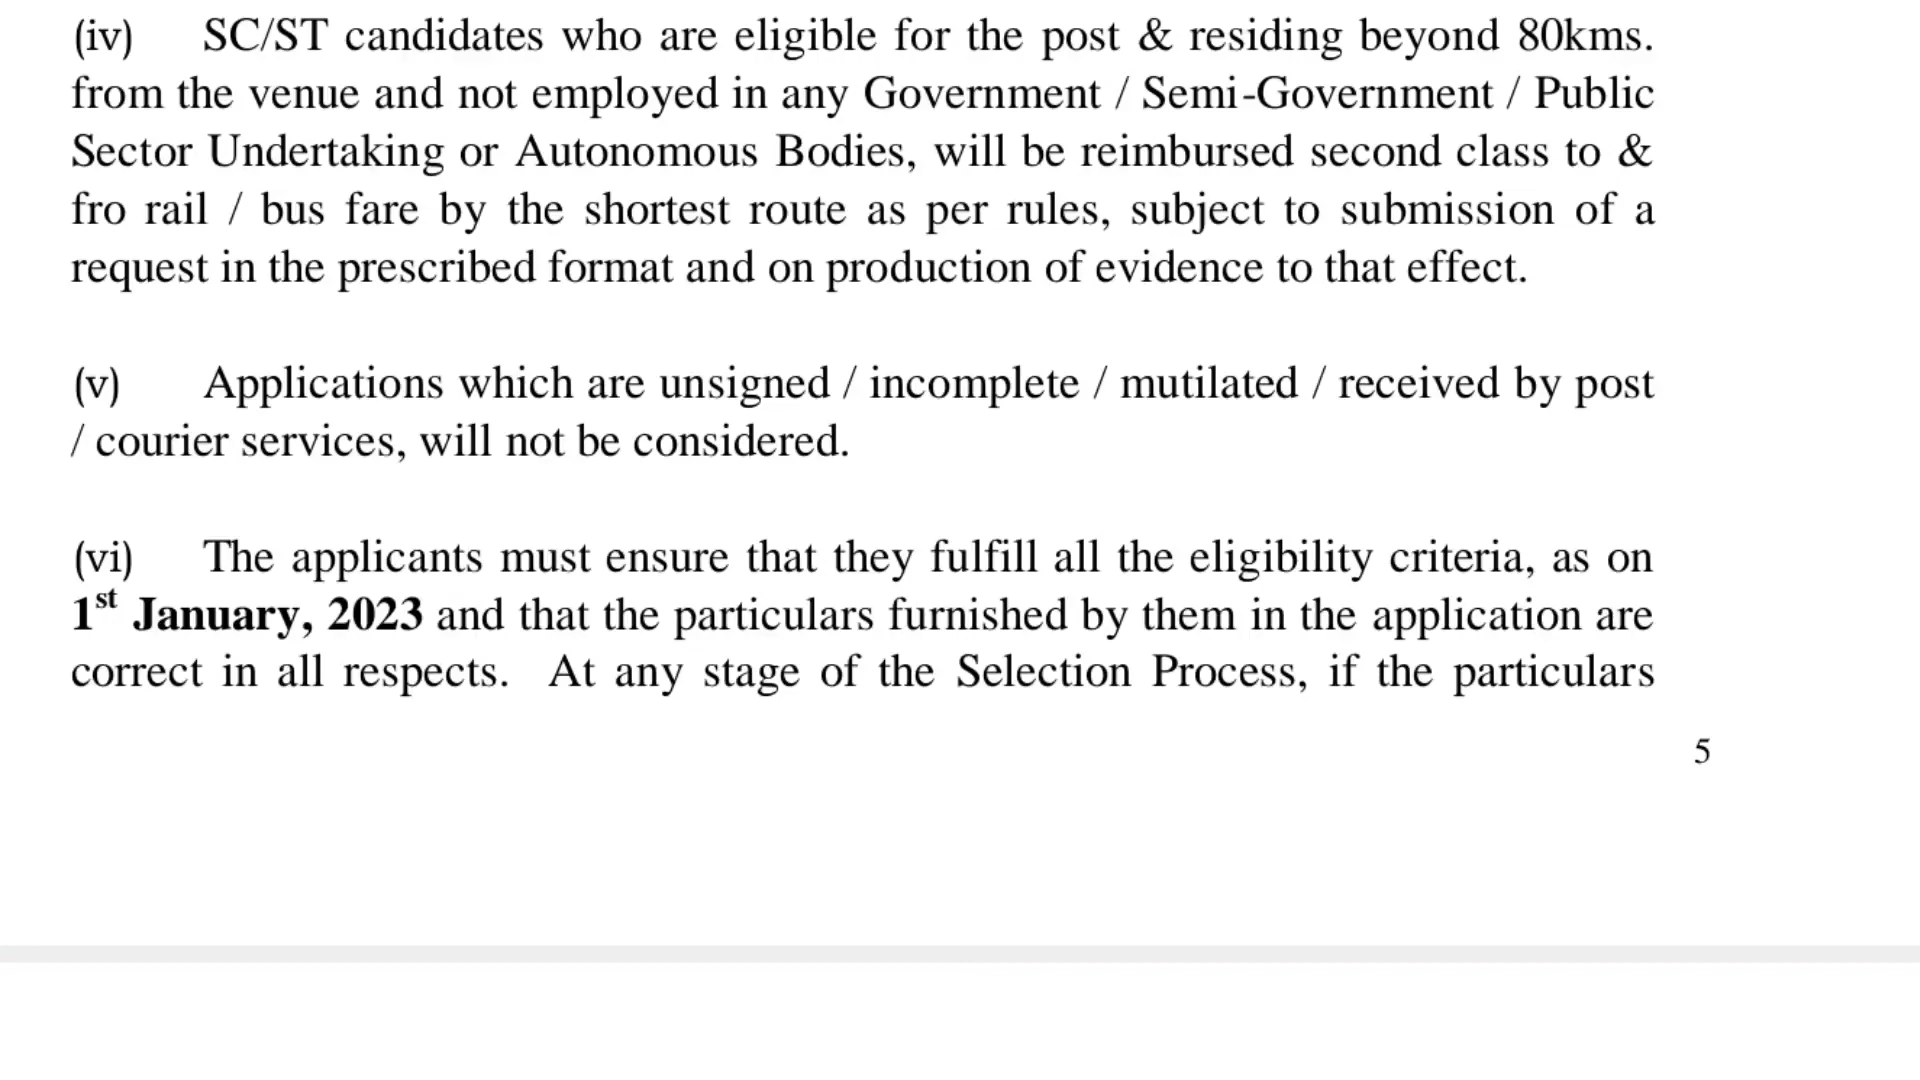 (iv) SC/ST candidates who are eligible for the post & residing beyond 80kms.
from the venue and not employed in any Government / Semi-Government / Public
Sector Undertaking or Autonomous Bodies, will be reimbursed second class to &
fro rail / bus fare by the shortest route as per rules, subject to submission of a
request in the prescribed format and on production of evidence to that effect.
(v) Applications which are unsigned / incomplete / mutilated / received by post
/ courier services, will not be considered.
(vi) The applicants must ensure that they fulfill all the eligibility criteria, as on
1st January, 2023 and that the particulars furnished by them in the application are
correct in all respects. At any stage of the Selection Process, if the particulars
5